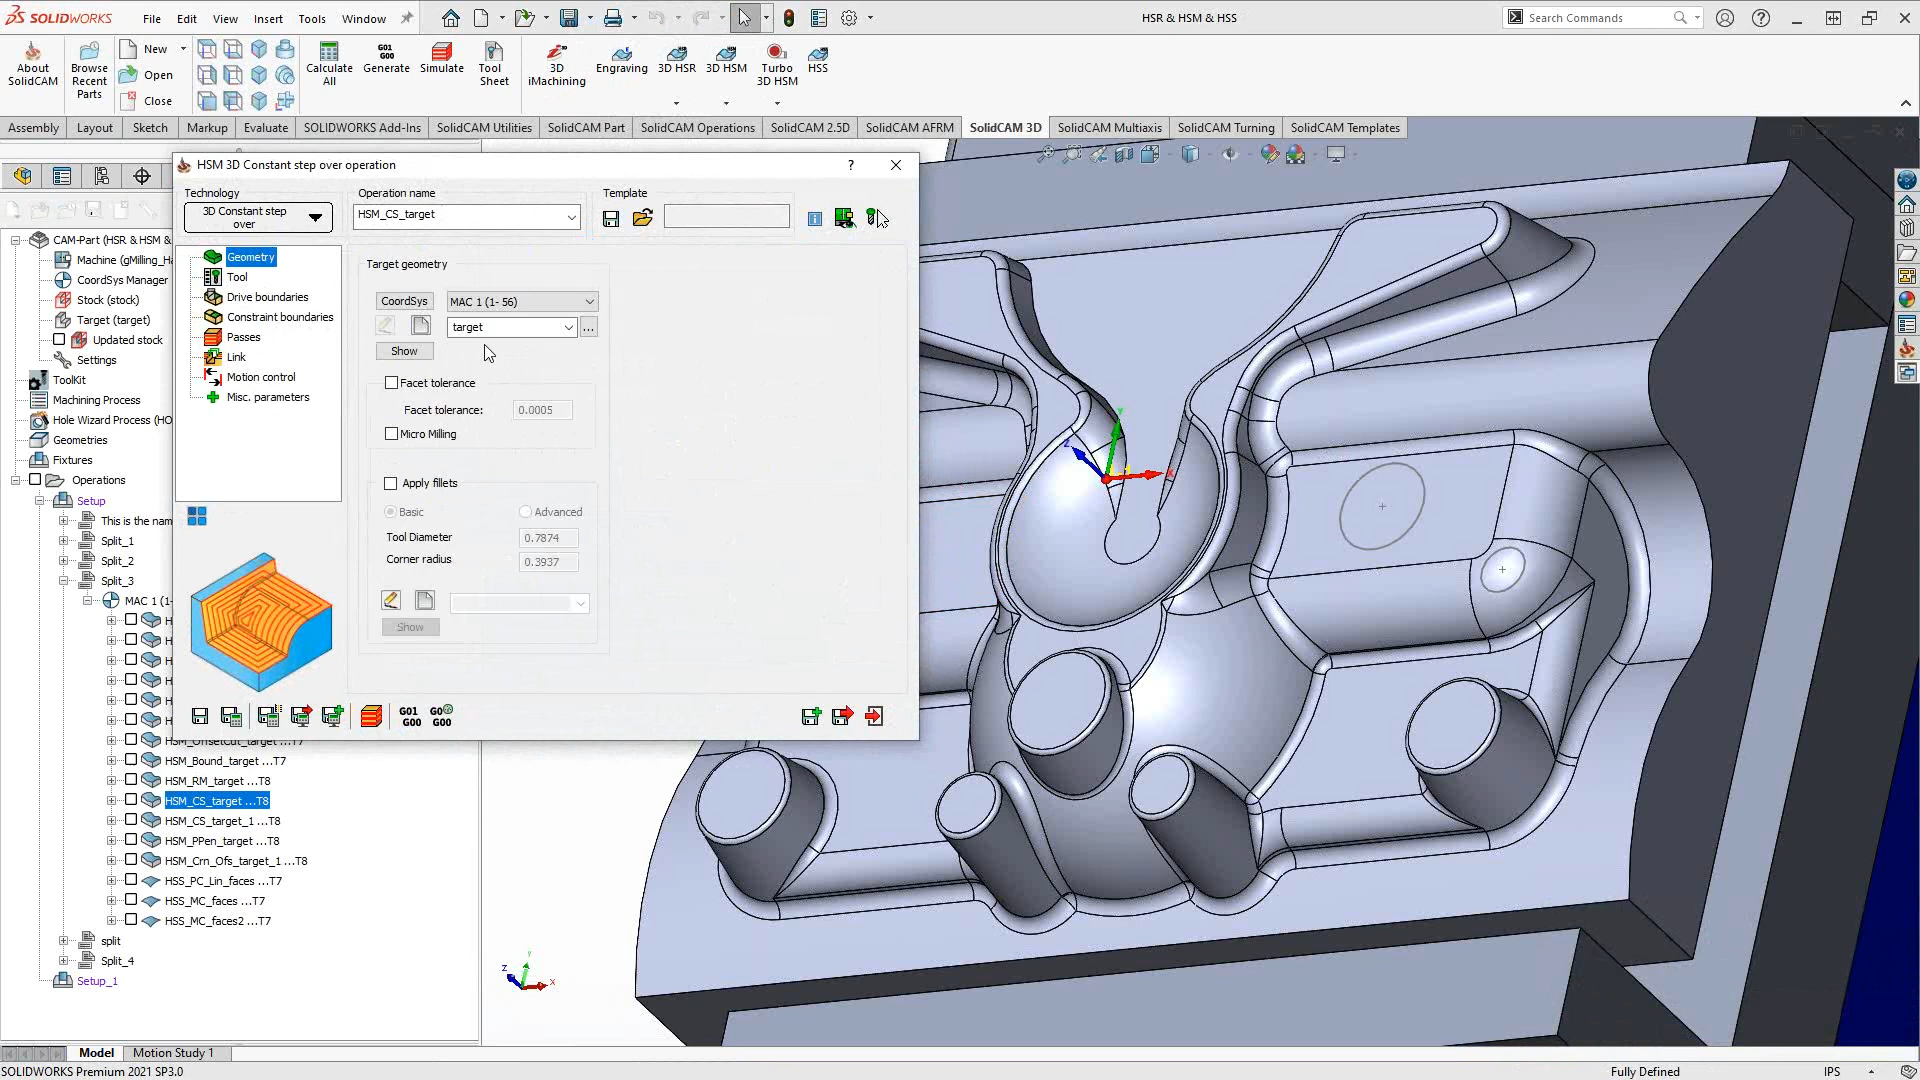 SOLIDWORKS
File Edit View Insert Tools Window
HSR & HSM & HSS
Search Commands
About SolidCAM
Browse Recent Parts
New
Open
Close
Calculate All
G01 G00
Generate
Simulate
Tool Sheet
3D iMachining
Engraving
3D HSR
3D HSM
Turbo 3D HSM
HSS
Assembly Layout Sketch Markup Evaluate SOLIDWORKS Add-Ins SolidCAM Utilities SolidCAM Part SolidCAM Operations SolidCAM 2.5D SolidCAM AFRM SolidCAM 3D SolidCAM Multiaxis SolidCAM Turning SolidCAM Templates
HSM 3D Constant step over operation
?
Technology
3D Constant step over
Operation name
HSM_CS_target
Template
Geometry
Tool
Drive boundaries
Constraint boundaries
Passes
Link
Motion control
Misc. parameters
Target geometry
CoordSys
MAC 1 (1- 56)
target
...
Show
Facet tolerance
Facet tolerance:
0.0005
Micro Milling
Apply fillets
Basic
Advanced
Tool Diameter
0.7874
Corner radius
0.3937
Show
G01 G00
G00
CAM-Part (HSR & HSM &
Machine (gMilling_Ha
CoordSys Manager
Stock (stock)
Target (target)
Updated stock
Settings
ToolKit
Machining Process
Hole Wizard Process (HO
Geometries
Fixtures
Operations
Setup
This is the nam
Split_1
Split_2
Split_3
MAC 1 (1-
HSM_OffsetCut_target ...T7
HSM_Bound_target ...T7
HSM_RM_target ...T8
HSM_CS_target ...T8
HSM_CS_target_1 ...T8
HSM_PPen_target ...T8
HSM_Crn_Ofs_target_1 ...T8
HSS_PC_Lin_faces ...T7
HSS_MC_faces ...T7
HSS_MC_faces2 ...T7
split
Split_4
Setup_1
Y
Z
X
Y
Z
X
Model
Motion Study 1
SOLIDWORKS Premium 2021 SP3.0
Fully Defined
IPS